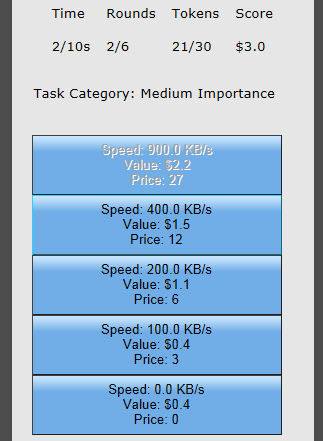 Time Rounds Tokens Score
2/10s 2/6 21/30 $3.0
Task Category: Medium Importance
Speed: 900.0 KB/s
Value: $2.2
Price: 27
Speed: 400.0 KB/s
Value: $1.5
Price: 12
Speed: 200.0 KB/s
Value: $1.1
Price: 6
Speed: 100.0 KB/s
Value: $0.4
Price: 3
Speed: 0.0 KB/s
Value: $0.4
Price: 0